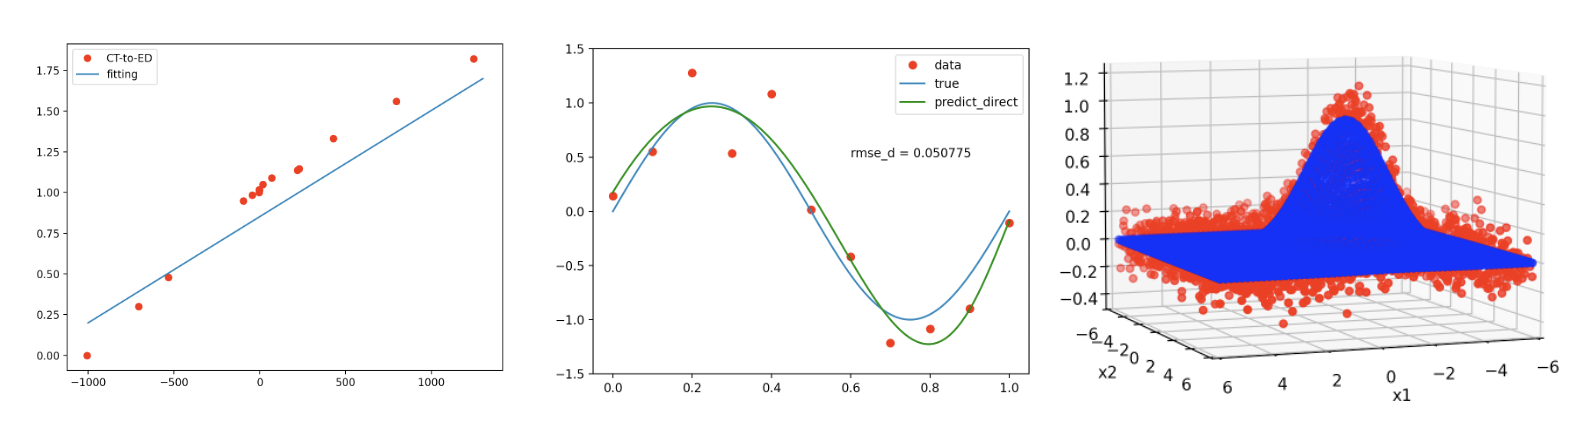 CT-to-ED
fitting
1.75
1.50
1.25
1.00
0.75
0.50
0.25
0.00
−1000 −500 0 500 1000
1.5
1.0
0.5
0.0
−0.5
−1.0
−1.5
data
true
predict_direct
rmse_d = 0.050775
0.0 0.2 0.4 0.6 0.8 1.0
1.2
1.0
0.8
0.6
0.4
0.2
0.0
−0.2
−0.4
−6 −4 −2 0 2 4 6
x2
6 4 2 0 −2 −4 −6
x1